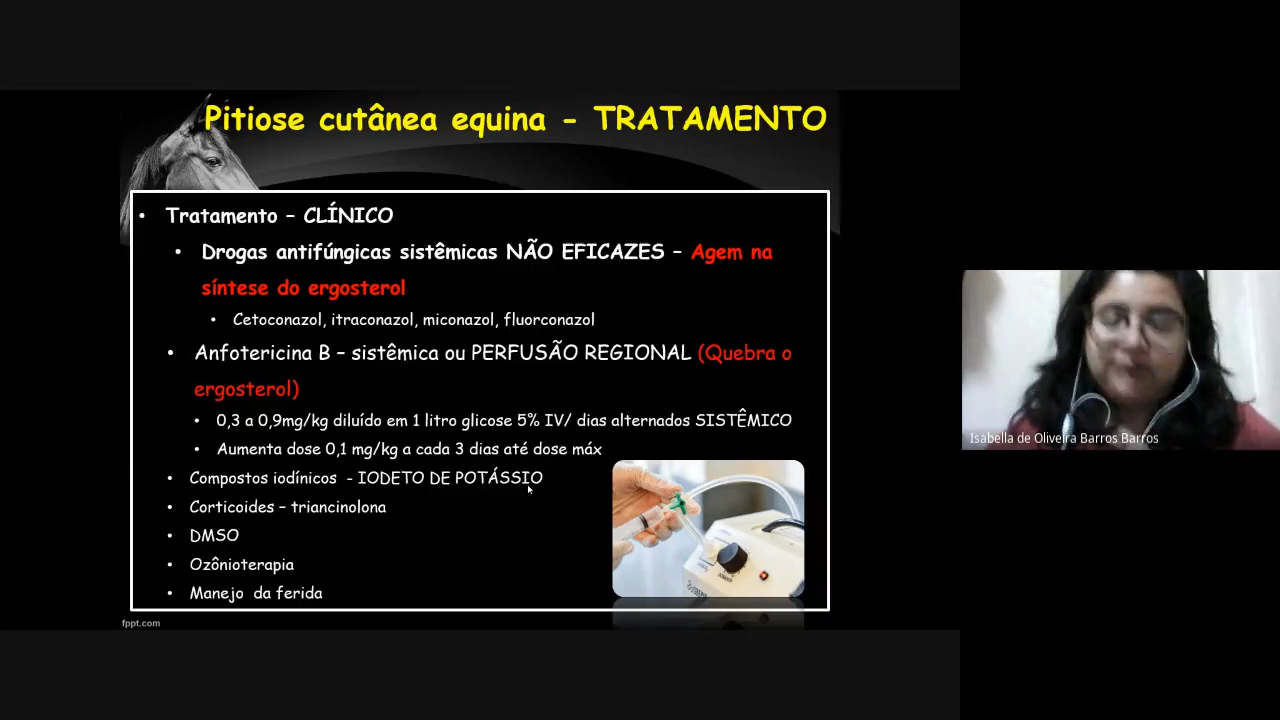 Pitiose cutânea equina - TRATAMENTO
• Tratamento – CLÍNICO
• Drogas antifúngicas sistêmicas NÃO EFICAZES – Agem na
síntese do ergosterol
• Cetoconazol, itraconazol, miconazol, fluorconazol
• Anfotericina B – sistêmica ou PERFUSÃO REGIONAL (Quebra o
ergosterol)
• 0,3 a 0,9mg/kg diluído em 1 litro glicose 5% IV/ dias alternados SISTÊMICO
• Aumenta dose 0,1 mg/kg a cada 3 dias até dose máx
• Compostos iodínicos - IODETO DE POTÁSSIO
• Corticoides – triancinolona
• DMSO
• Ozônioterapia
• Manejo da ferida
fppt.com
Isabella de Oliveira Barros Barros